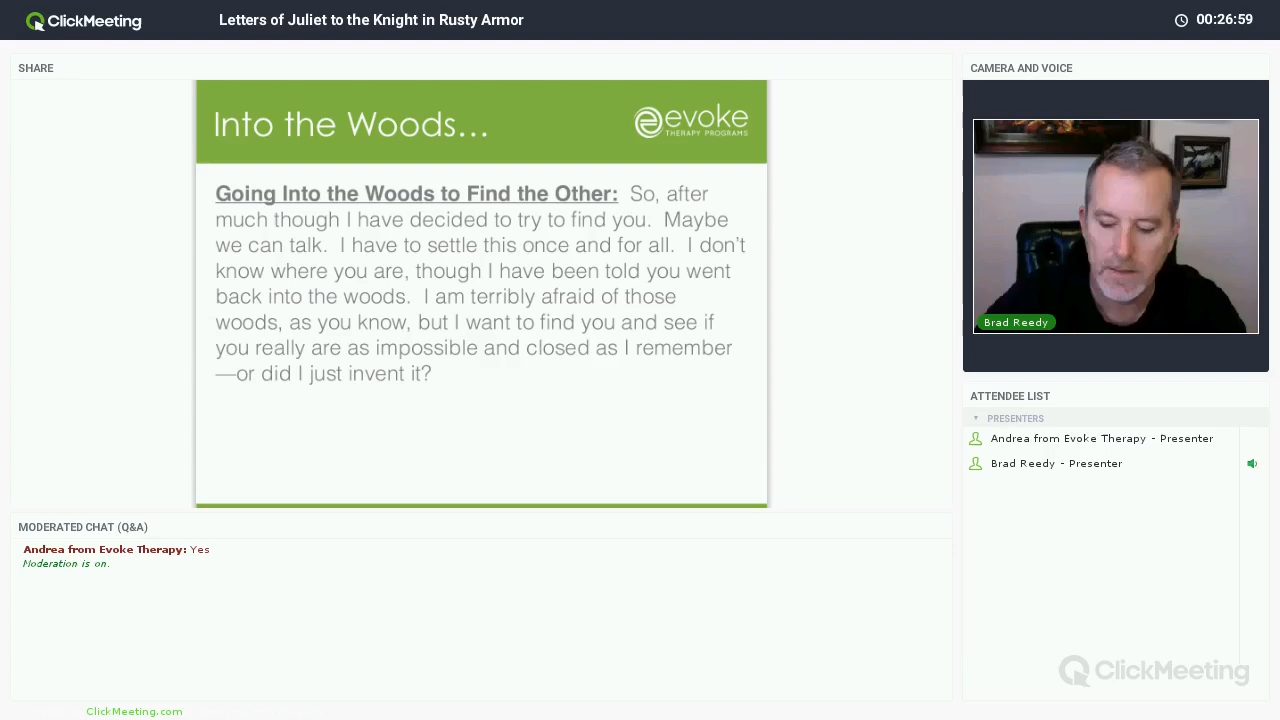 ClickMeeting
Letters of Juliet to the Knight in Rusty Armor
00:26:59
SHARE
Into the Woods...
evoke
THERAPY PROGRAMS
Going Into the Woods to Find the Other: So, after
much though I have decided to try to find you. Maybe
we can talk. I have to settle this once and for all. I don't
know where you are, though I have been told you went
back into the woods. I am terribly afraid of those
woods, as you know, but I want to find you and see if
you really are as impossible and closed as I remember
—or did I just invent it?
CAMERA AND VOICE
Brad Reedy
ATTENDEE LIST
PRESENTERS
Andrea from Evoke Therapy - Presenter
Brad Reedy - Presenter
MODERATED CHAT (Q&A)
Andrea from Evoke Therapy: Yes
Moderation is on.
ClickMeeting
ClickMeeting.com